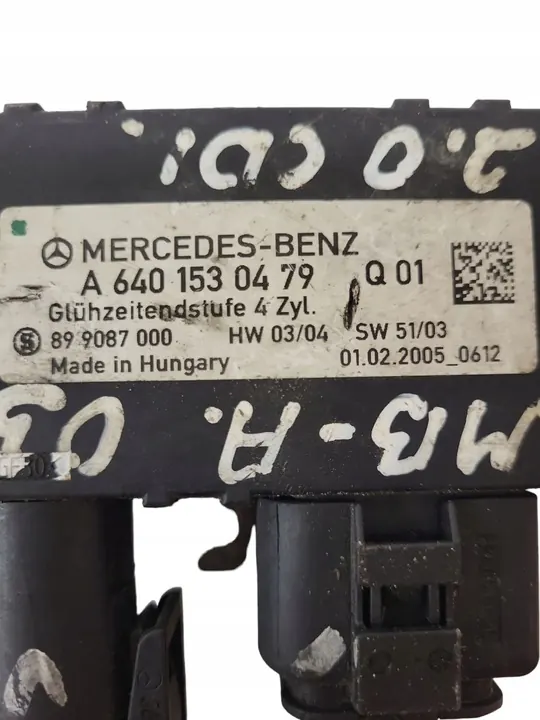 2.0 CDI
MERCEDES-BENZ
A 640 153 04 79 Q 01
Glühzeitendstufe 4 Zyl.
89 9087 000 HW 03/04 SW 51/03
Made in Hungary 01.02.2005_0612
MB-A. 03